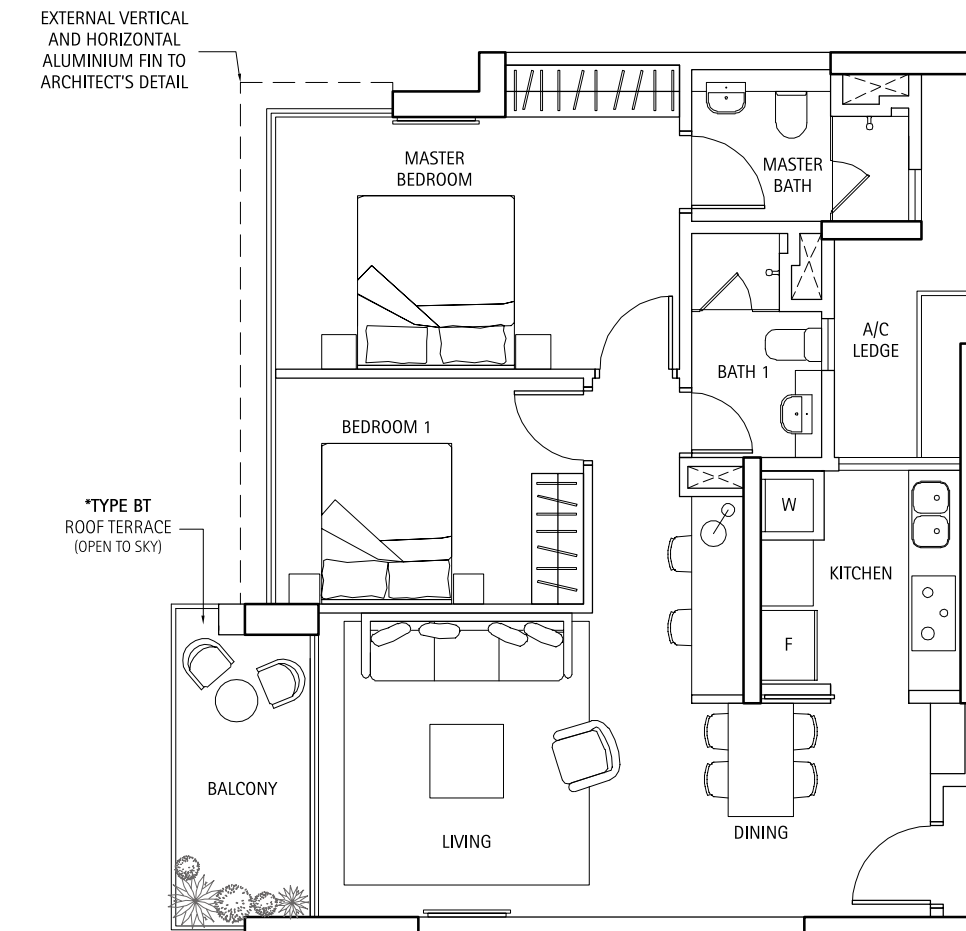 EXTERNAL VERTICAL
AND HORIZONTAL
ALUMINIUM FIN TO
ARCHITECT'S DETAIL
MASTER
BEDROOM
MASTER
BATH
A/C
LEDGE
BATH 1
BEDROOM 1
*TYPE BT
ROOF TERRACE
(OPEN TO SKY)
W
KITCHEN
F
BALCONY
LIVING
DINING